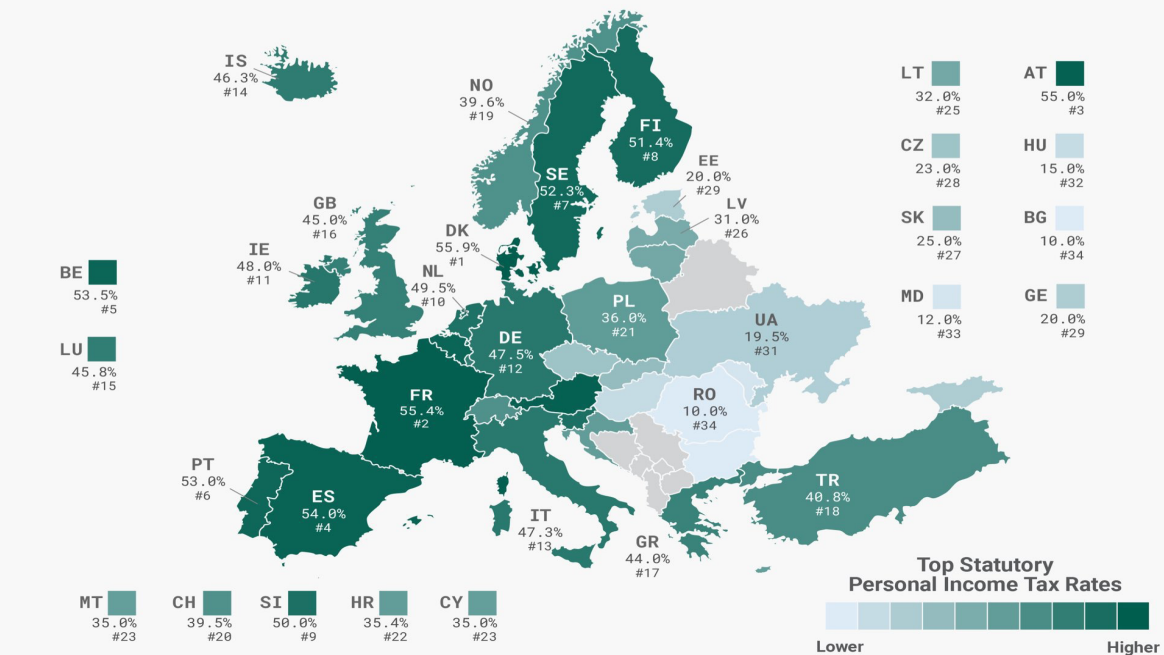 IS
46.3%
#14
NO
39.6%
#19
FI
51.4%
#8
SE
52.3%
#7
EE
20.0%
#29
LV
31.0%
#26
LT
32.0%
#25
AT
55.0%
#3
CZ
23.0%
#28
HU
15.0%
#32
SK
25.0%
#27
BG
10.0%
#34
MD
12.0%
#33
GE
20.0%
#29
GB
45.0%
#16
IE
48.0%
#11
DK
55.9%
#1
NL
49.5%
#10
BE
53.5%
#5
LU
45.8%
#15
PL
36.0%
#21
UA
19.5%
#31
DE
47.5%
#12
FR
55.4%
#2
RO
10.0%
#34
PT
53.0%
#6
ES
54.0%
#4
IT
47.3%
#13
GR
44.0%
#17
TR
40.8%
#18
MT
35.0%
#23
CH
39.5%
#20
SI
50.0%
#9
HR
35.4%
#22
CY
35.0%
#23
Top Statutory
Personal Income Tax Rates
Lower
Higher